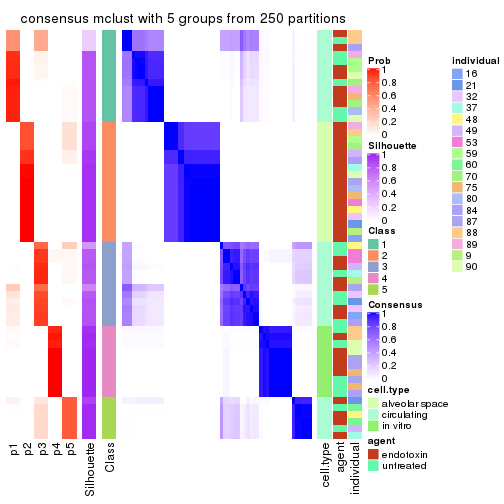 consensus mclust with 5 groups from 250 partitions
p1
p2
p3
p4
p5
Silhouette
Class
cell.type
agent
individual
Prob
1
0.8
0.6
0.4
0.2
0
Silhouette
1
0.8
0.6
0.4
0.2
0
Class
1
2
3
4
5
Consensus
1
0.8
0.6
0.4
0.2
0
cell.type
alveolar space
circulating
in vitro
agent
endotoxin
untreated
individual
16
21
32
37
48
49
53
59
60
70
75
80
84
87
88
89
9
90